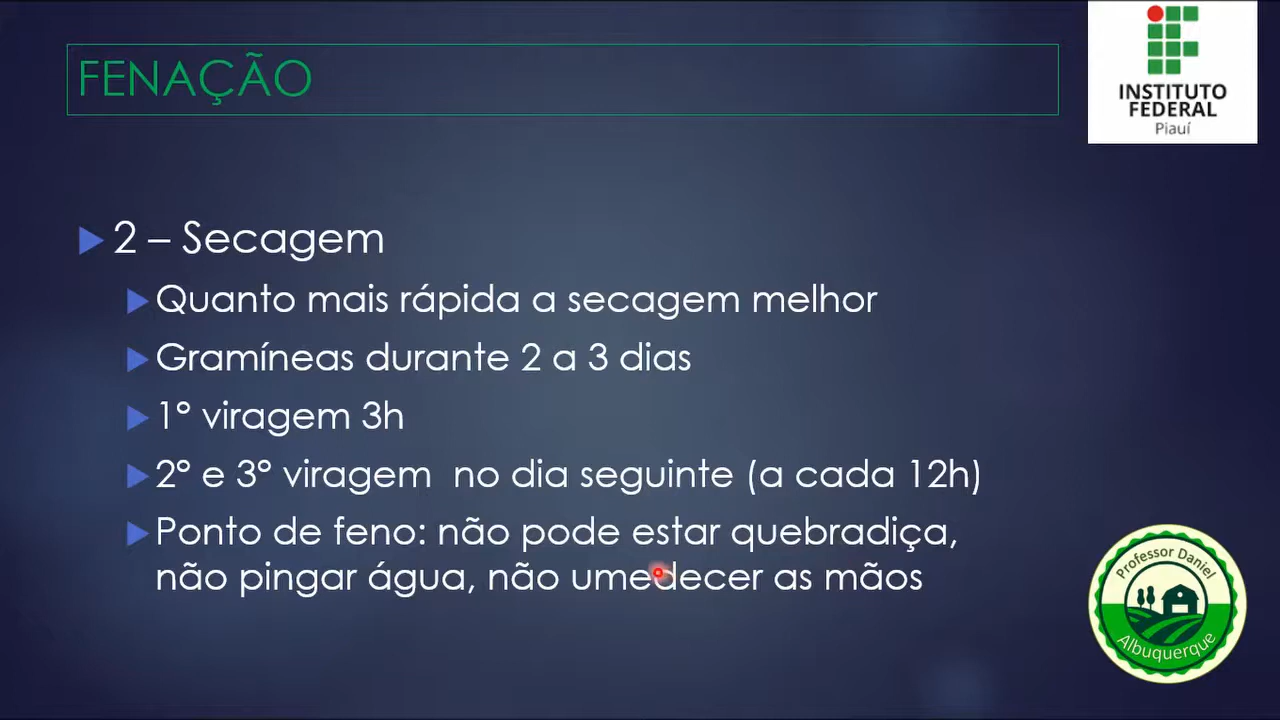 FENAÇÃO
INSTITUTO
FEDERAL
Piauí
2 – Secagem
Quanto mais rápida a secagem melhor
Gramíneas durante 2 a 3 dias
1° viragem 3h
2° e 3° viragem no dia seguinte (a cada 12h)
Ponto de feno: não pode estar quebradiça,
não pingar água, não umedecer as mãos
Professor Daniel
Albuquerque